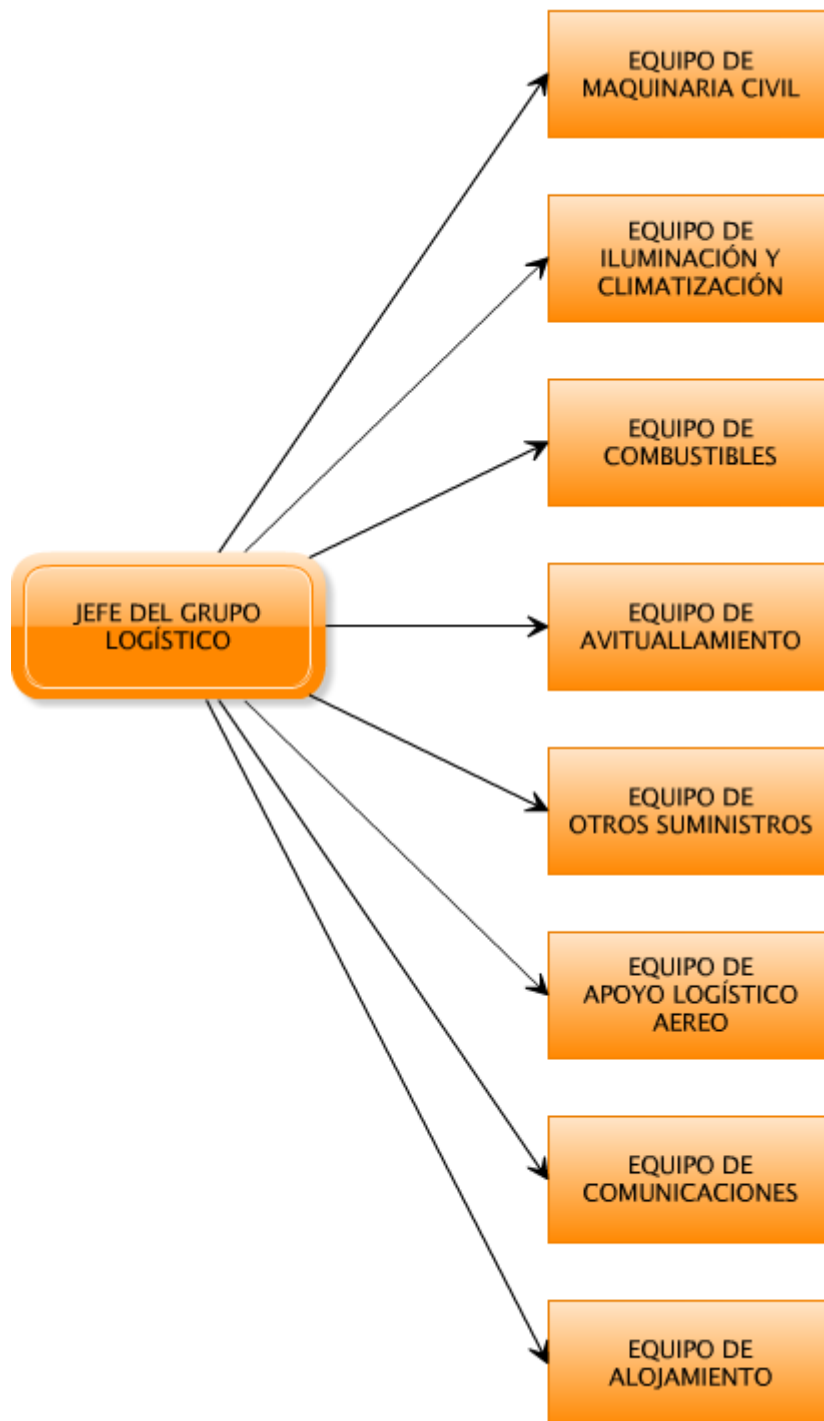 EQUIPO DE
MAQUINARIA CIVIL
EQUIPO DE
ILUMINACIÓN Y
CLIMATIZACIÓN
EQUIPO DE
COMBUSTIBLES
JEFE DEL GRUPO
LOGÍSTICO
EQUIPO DE
AVITUALLAMIENTO
EQUIPO DE
OTROS SUMINISTROS
EQUIPO DE
APOYO LOGÍSTICO
AEREO
EQUIPO DE
COMUNICACIONES
EQUIPO DE
ALOJAMIENTO